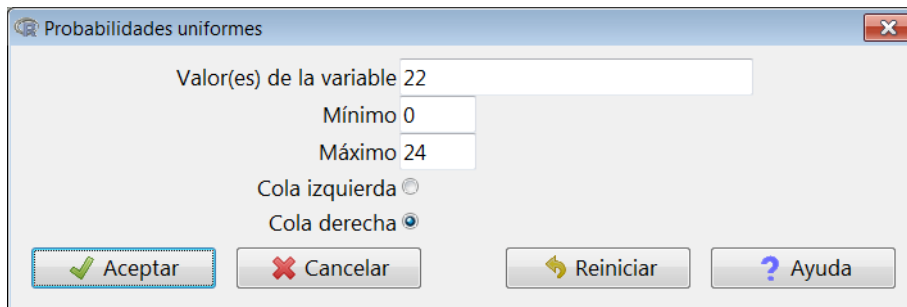 Probabilidades uniformes
Valor(es) de la variable 22
Mínimo 0
Máximo 24
Cola izquierda
Cola derecha
Aceptar Cancelar Reiniciar ? Ayuda